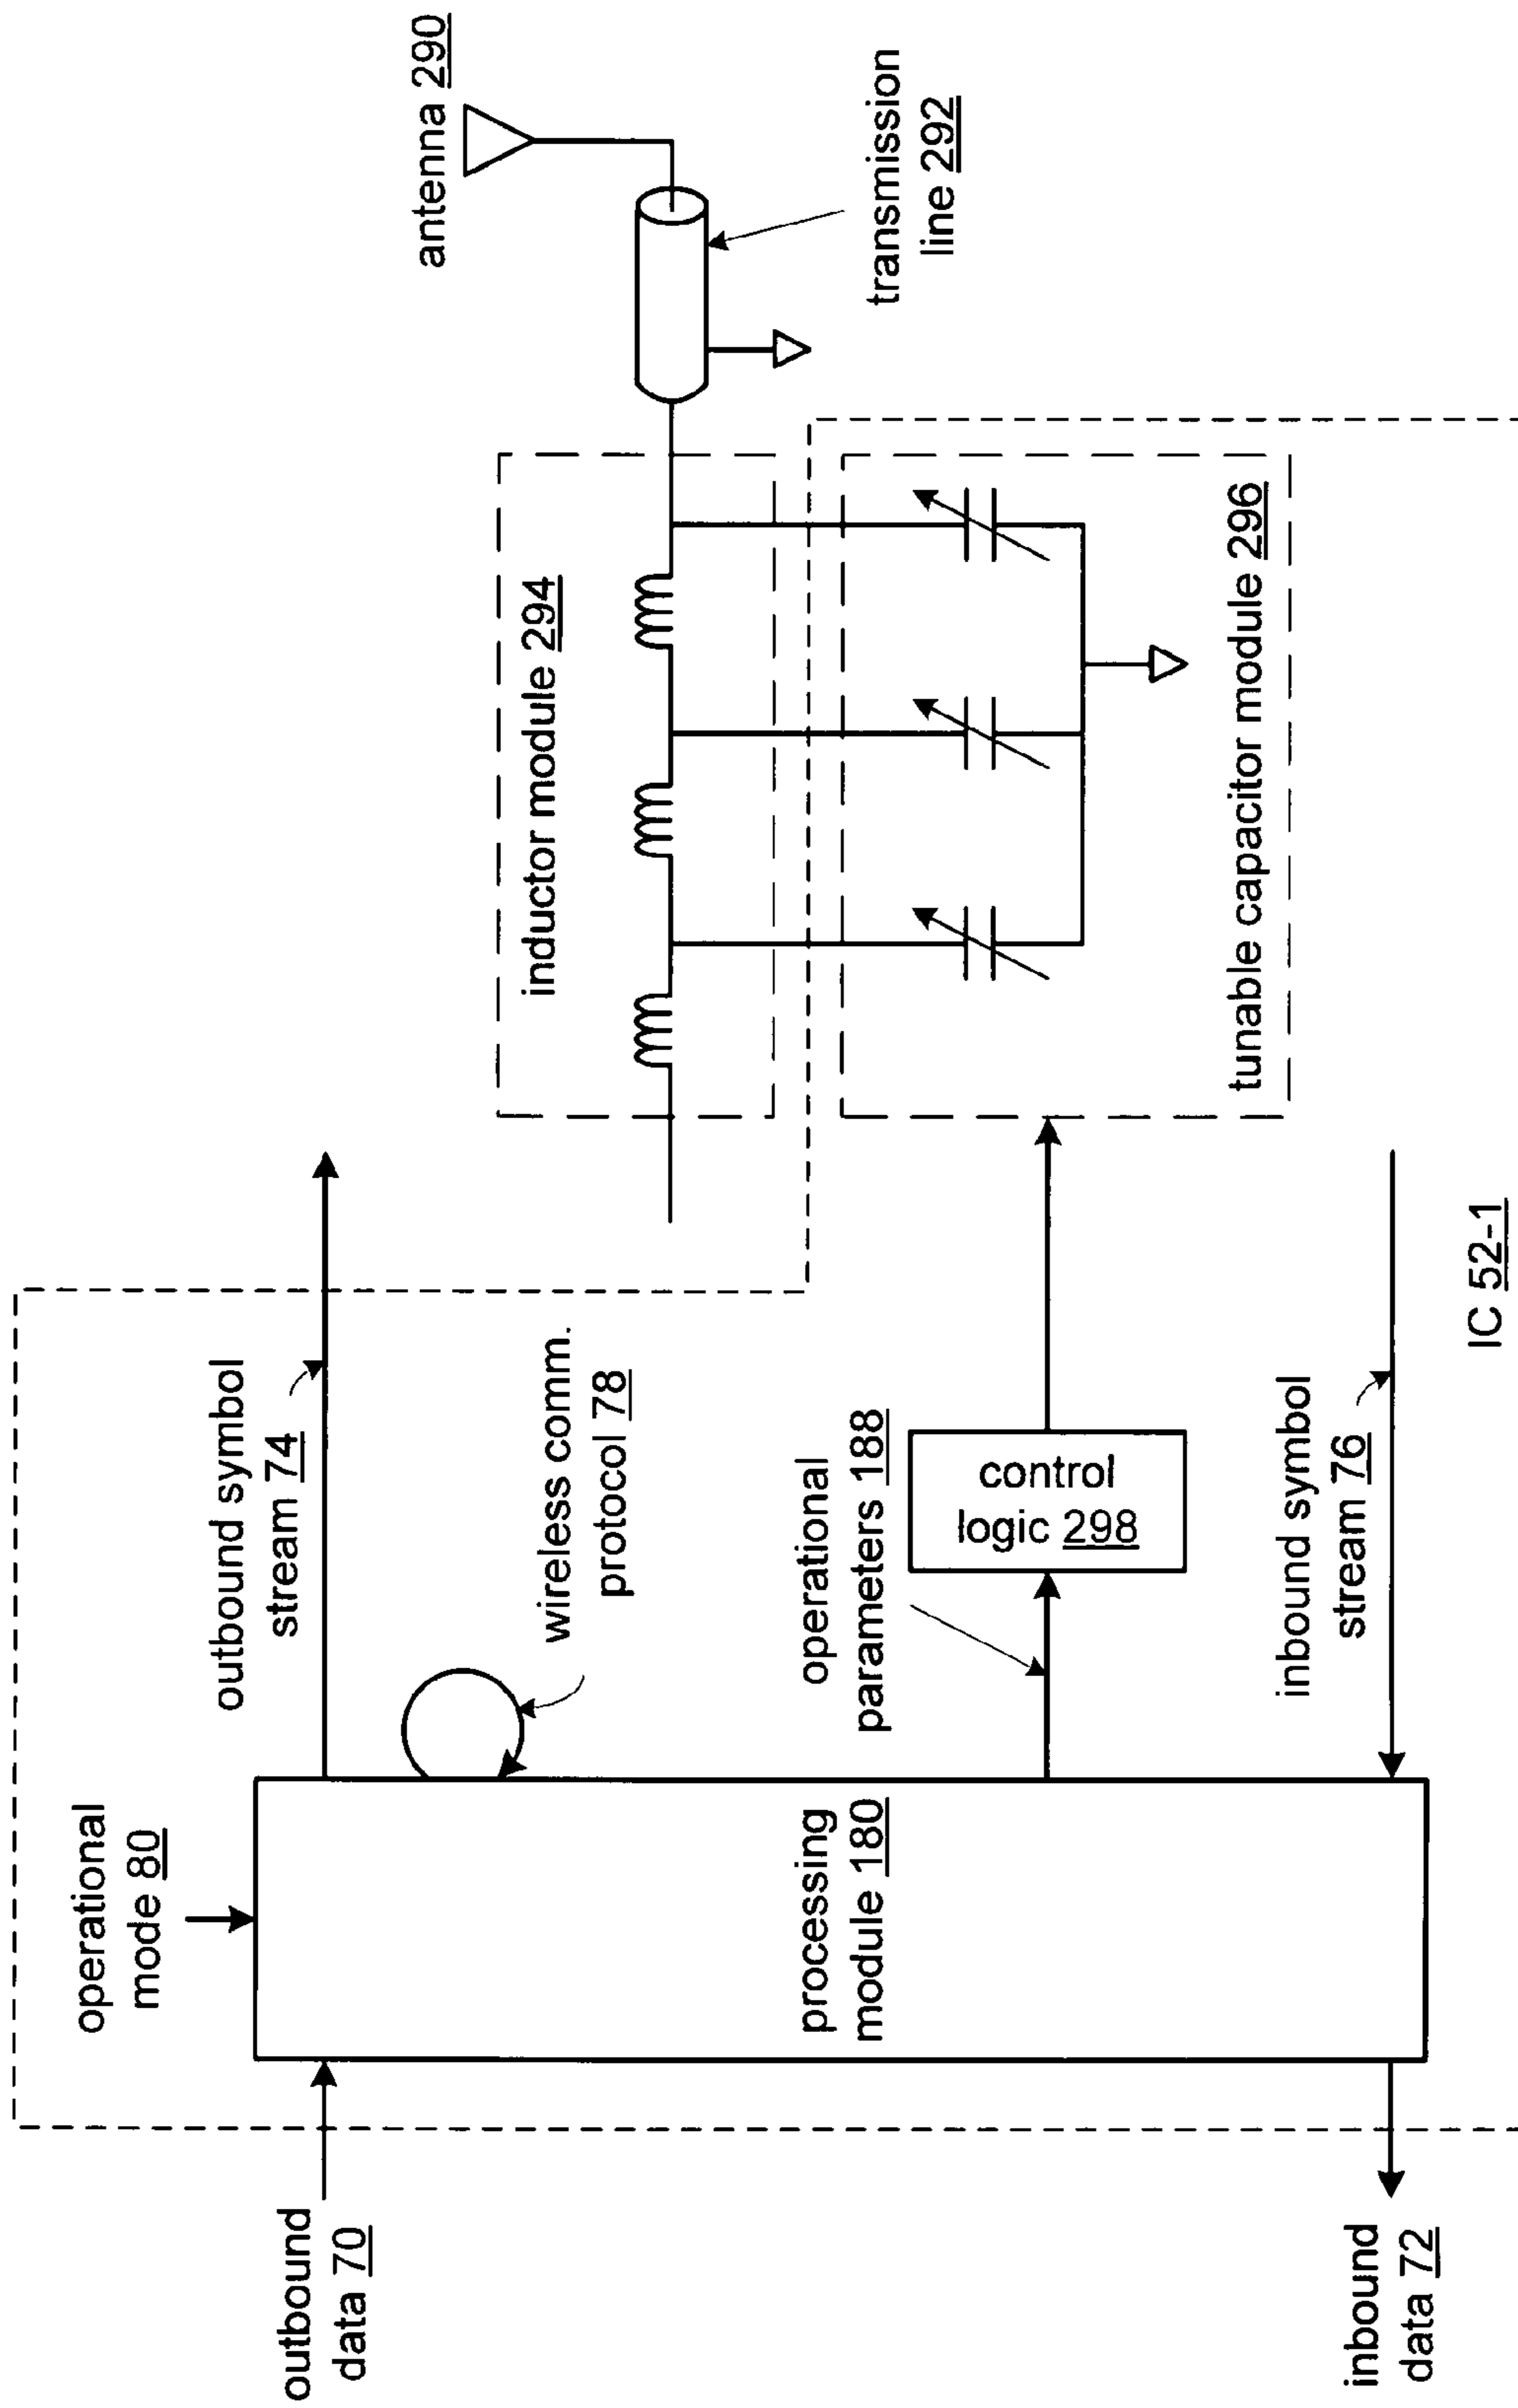 outbound
data 70
inbound
data 72
operational
mode 80
processing
module 180
outbound symbol
stream 74
wireless comm.
protocol 78
operational
parameters 188
control
logic 298
inbound symbol
stream 76
IC 52-1
inductor module 294
tunable capacitor module 296
antenna 290
transmission
line 292